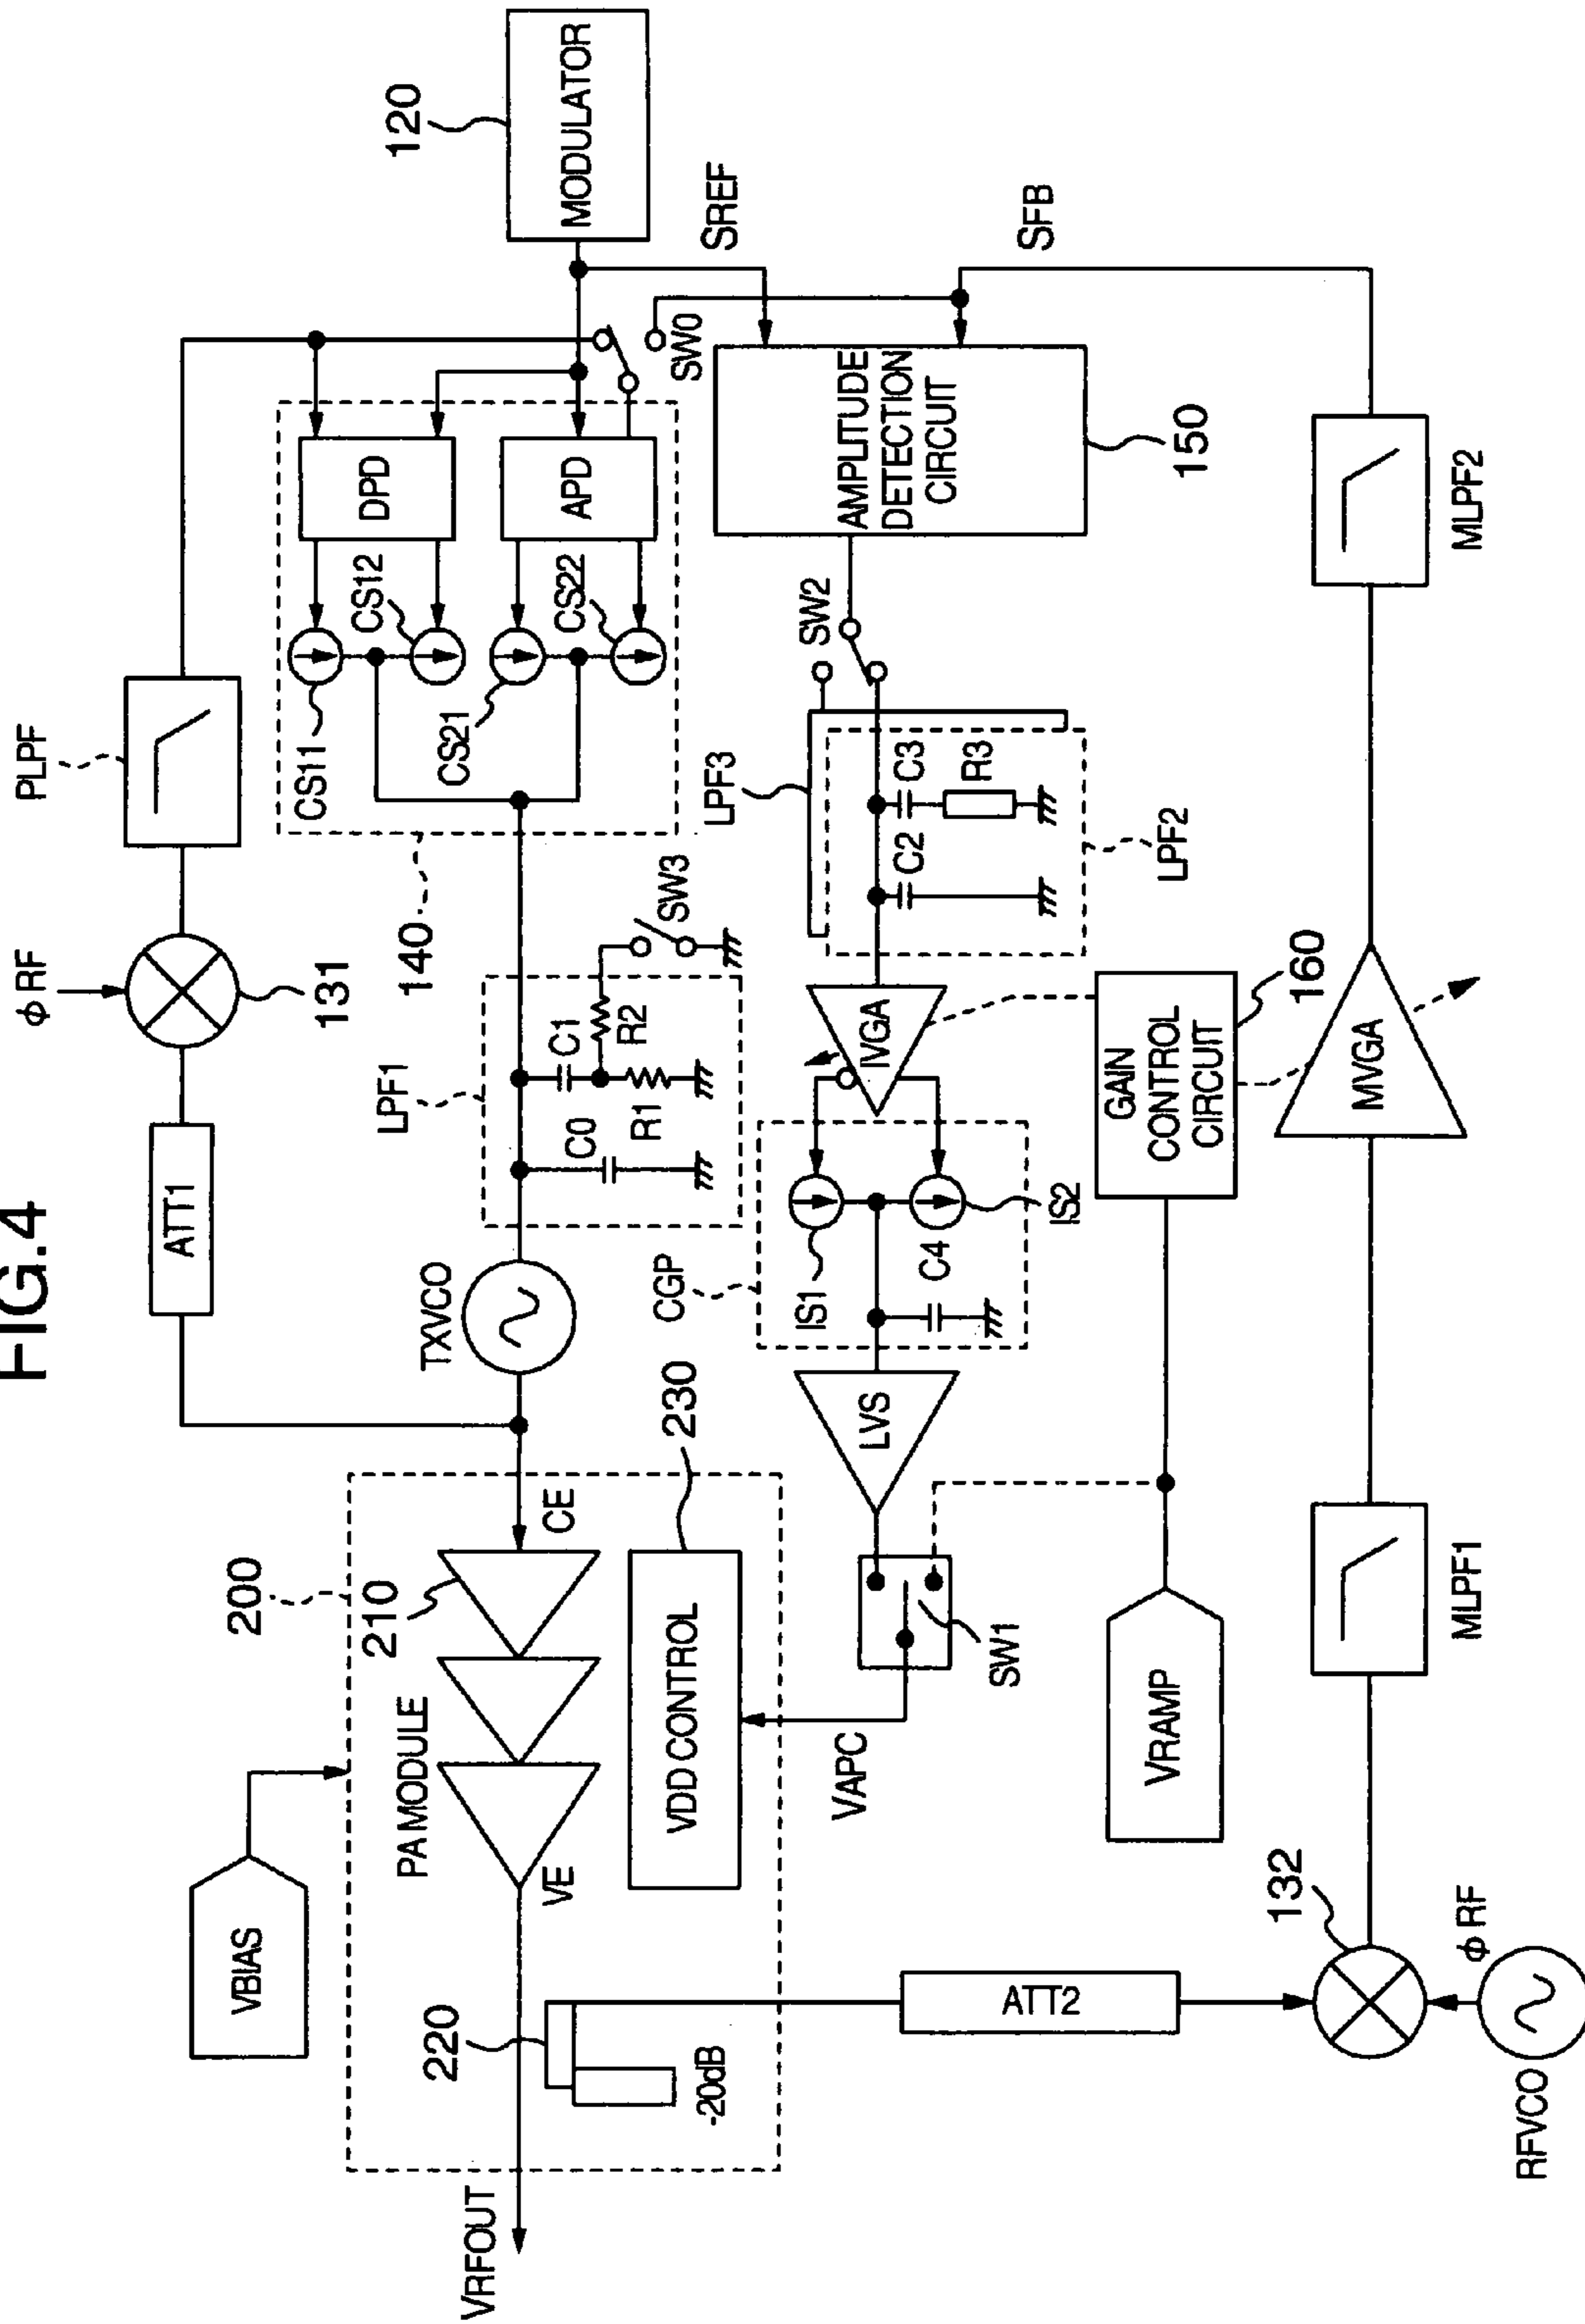 FIG.4
φRF
131
PLPF
ATT1
MODULATOR
120
SREF
SFB
SW0
DPD
APD
CS11
CS12
CS21
CS22
140
TXVCO
LPF1
C0
C1
R1
R2
SW3
AMPLITUDE
DETECTION
CIRCUIT
150
SW2
LPF3
C2
C3
R3
LPF2
IVGA
CGP
IS1
IS2
C4
LVS
SW1
GAIN
CONTROL
CIRCUIT
160
VRAMP
VBIAS
200
PA MODULE
210
CE
VE
VDD CONTROL
230
VAPC
220
-20dB
VRFOUT
ATT2
132
φRF
RFVCO
MLPF1
MVGA
MLPF2